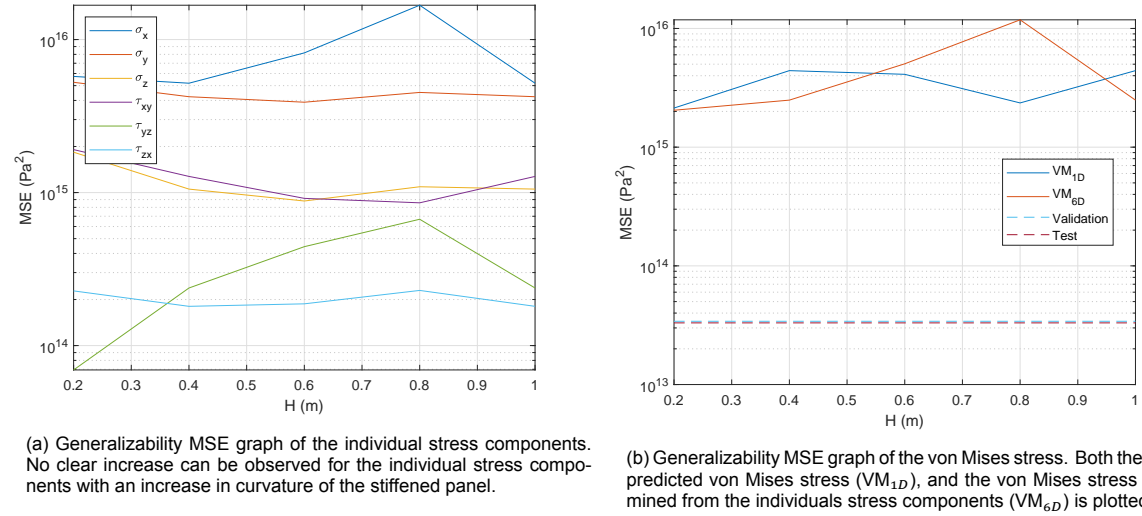 10^16
10^15
10^14
MSE (Pa^2)
σ_x
σ_y
σ_z
τ_xy
τ_yz
τ_zx
0.2 0.3 0.4 0.5 0.6 0.7 0.8 0.9 1
H (m)
(a) Generalizability MSE graph of the individual stress components.
No clear increase can be observed for the individual stress compo-
nents with an increase in curvature of the stiffened panel.
10^16
10^15
10^14
10^13
MSE (Pa^2)
VM_1D
VM_6D
Validation
Test
0.2 0.3 0.4 0.5 0.6 0.7 0.8 0.9 1
H (m)
(b) Generalizability MSE graph of the von Mises stress. Both the
predicted von Mises stress (VM_1D), and the von Mises stress
mined from the individuals stress components (VM_6D) is plotted